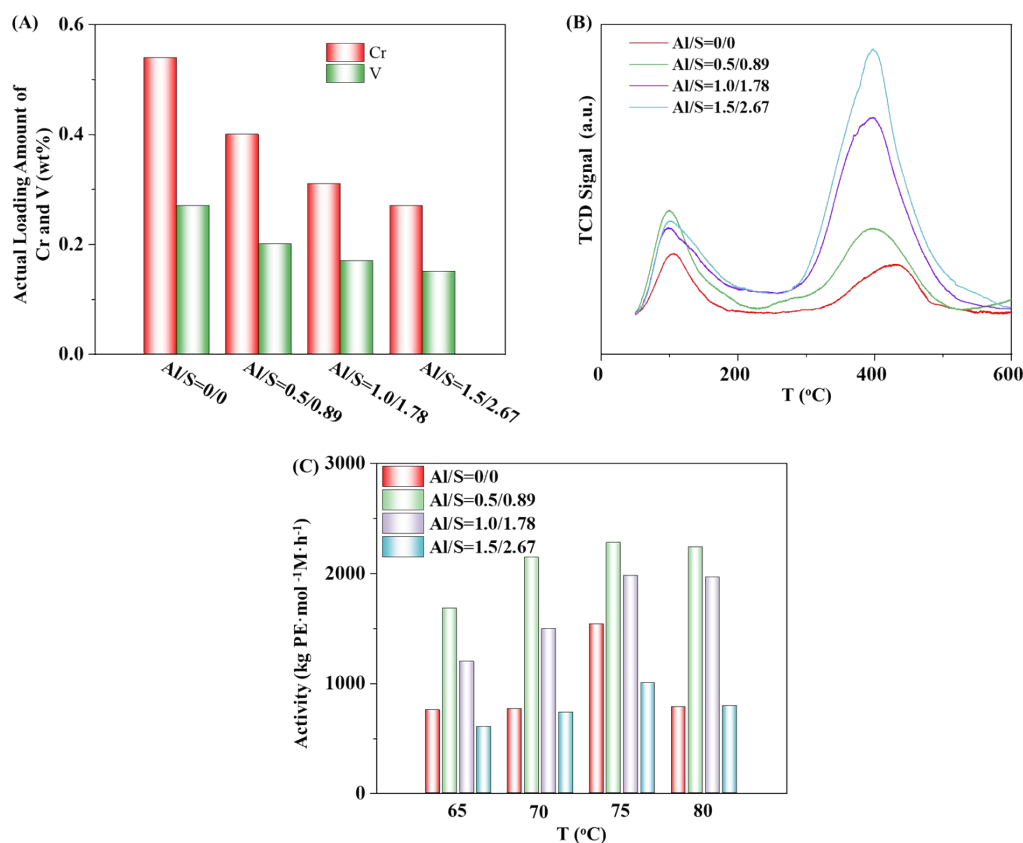 (A)
Actual Loading Amount of
Cr and V (wt%)
0.6
0.4
0.2
0.0
Cr
V
Al/S=0/0
Al/S=0.5/0.89
Al/S=1.0/1.78
Al/S=1.5/2.67
(B)
TCD Signal (a.u.)
Al/S=0/0
Al/S=0.5/0.89
Al/S=1.0/1.78
Al/S=1.5/2.67
0 200 400 600
T (°C)
(C)
Activity (kg PE·mol⁻¹M·h⁻¹)
3000
2000
1000
0
Al/S=0/0
Al/S=0.5/0.89
Al/S=1.0/1.78
Al/S=1.5/2.67
65 70 75 80
T (°C)